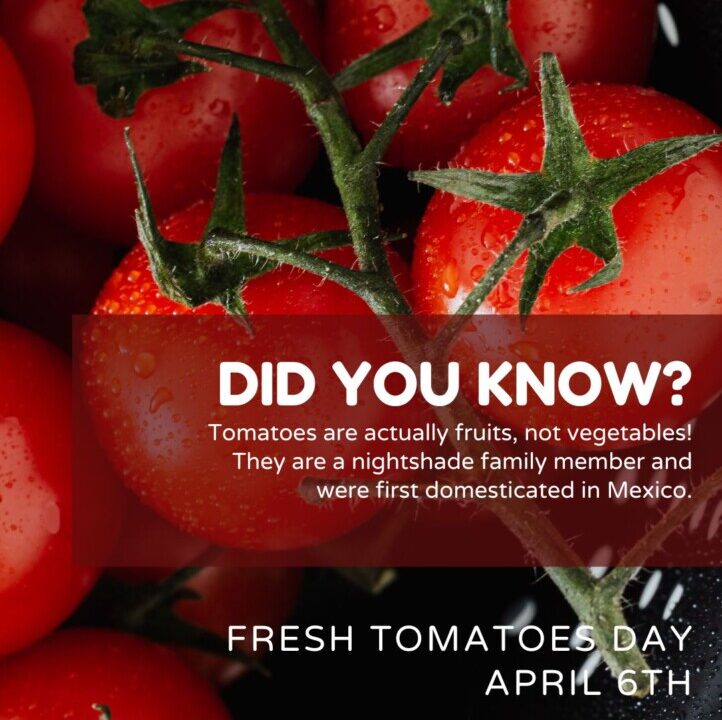 DID YOU KNOW?
Tomatoes are actually fruits, not vegetables!
They are a nightshade family member and
were first domesticated in Mexico.
FRESH TOMATOES DAY
APRIL 6TH